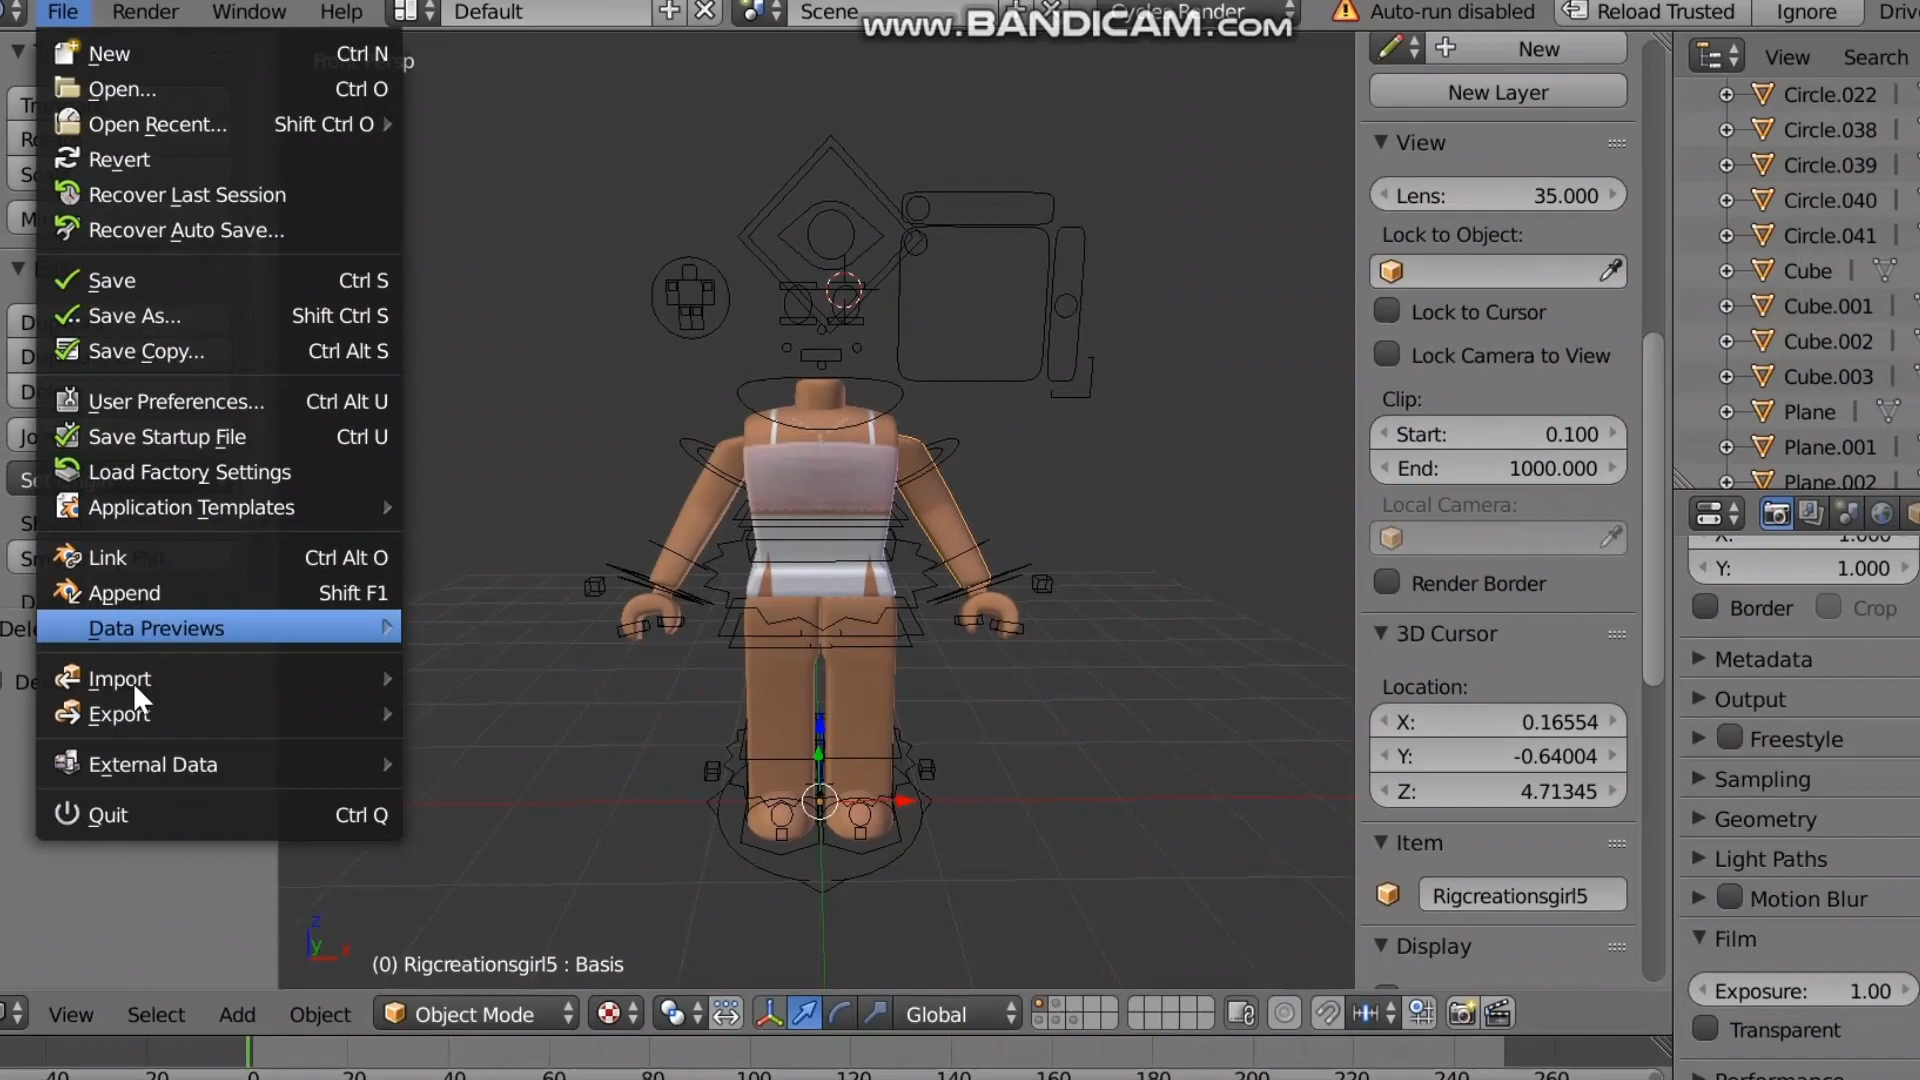 File Render Window Help Default Scene Cycles Render Auto-run disabled Reload Trusted Ignore
www.BANDICAM.com
New Ctrl N
Open... Ctrl O
Open Recent... Shift Ctrl O
Revert
Recover Last Session
Recover Auto Save...
Save Ctrl S
Save As... Shift Ctrl S
Save Copy... Ctrl Alt S
User Preferences... Ctrl Alt U
Save Startup File Ctrl U
Load Factory Settings
Application Templates
Link Ctrl Alt O
Append Shift F1
Data Previews
Import
Export
External Data
Quit Ctrl Q
(0) Rigcreationsgirl5 : Basis
z
y
x
New
New Layer
View
Lens: 35.000
Lock to Object:
Lock to Cursor
Lock Camera to View
Clip:
Start: 0.100
End: 1000.000
Local Camera:
Render Border
3D Cursor
Location:
X: 0.16554
Y: -0.64004
Z: 4.71345
Item
Rigcreationsgirl5
Display
View Search
Circle.022
Circle.038
Circle.039
Circle.040
Circle.041
Cube
Cube.001
Cube.002
Cube.003
Plane
Plane.001
Plane.002
X: 1.000
Y: 1.000
Border Crop
Metadata
Output
Freestyle
Sampling
Geometry
Light Paths
Motion Blur
Film
Exposure: 1.00
Transparent
Performance
View Select Add Object Object Mode Global
-40 -20 0 20 40 60 80 100 120 140 160 180 200 220 240 260